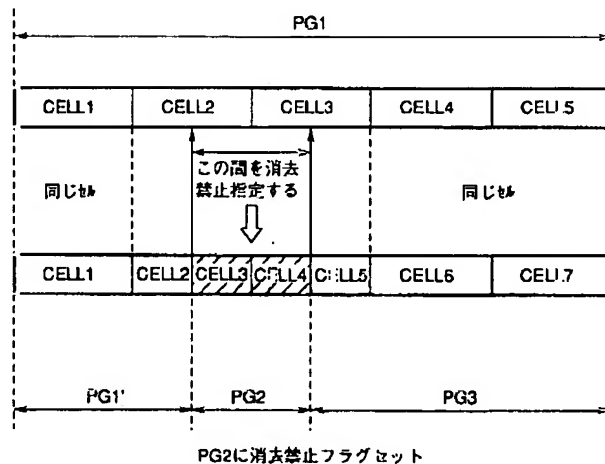 PG1
CELL1 CELL2 CELL3 CELL4 CELL5
この間を消去
禁止指定する
同じセル 同じセル
CELL1 CELL2 CELL3 CELL4 CELL5 CELL6 CELL7
PG1' PG2 PG3
PG2に消去禁止フラグセット